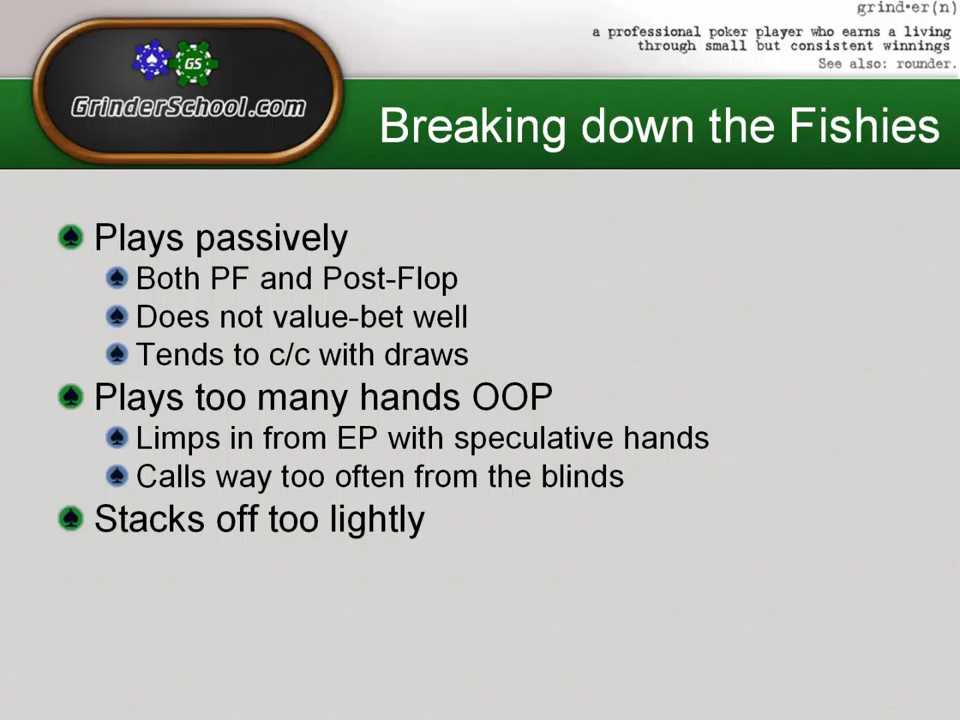 grind•er(n)
a professional poker player who earns a living
through small but consistent winnings
See also: rounder.
GS
GrinderSchool.com
Breaking down the Fishies
Plays passively
Both PF and Post-Flop
Does not value-bet well
Tends to c/c with draws
Plays too many hands OOP
Limps in from EP with speculative hands
Calls way too often from the blinds
Stacks off too lightly